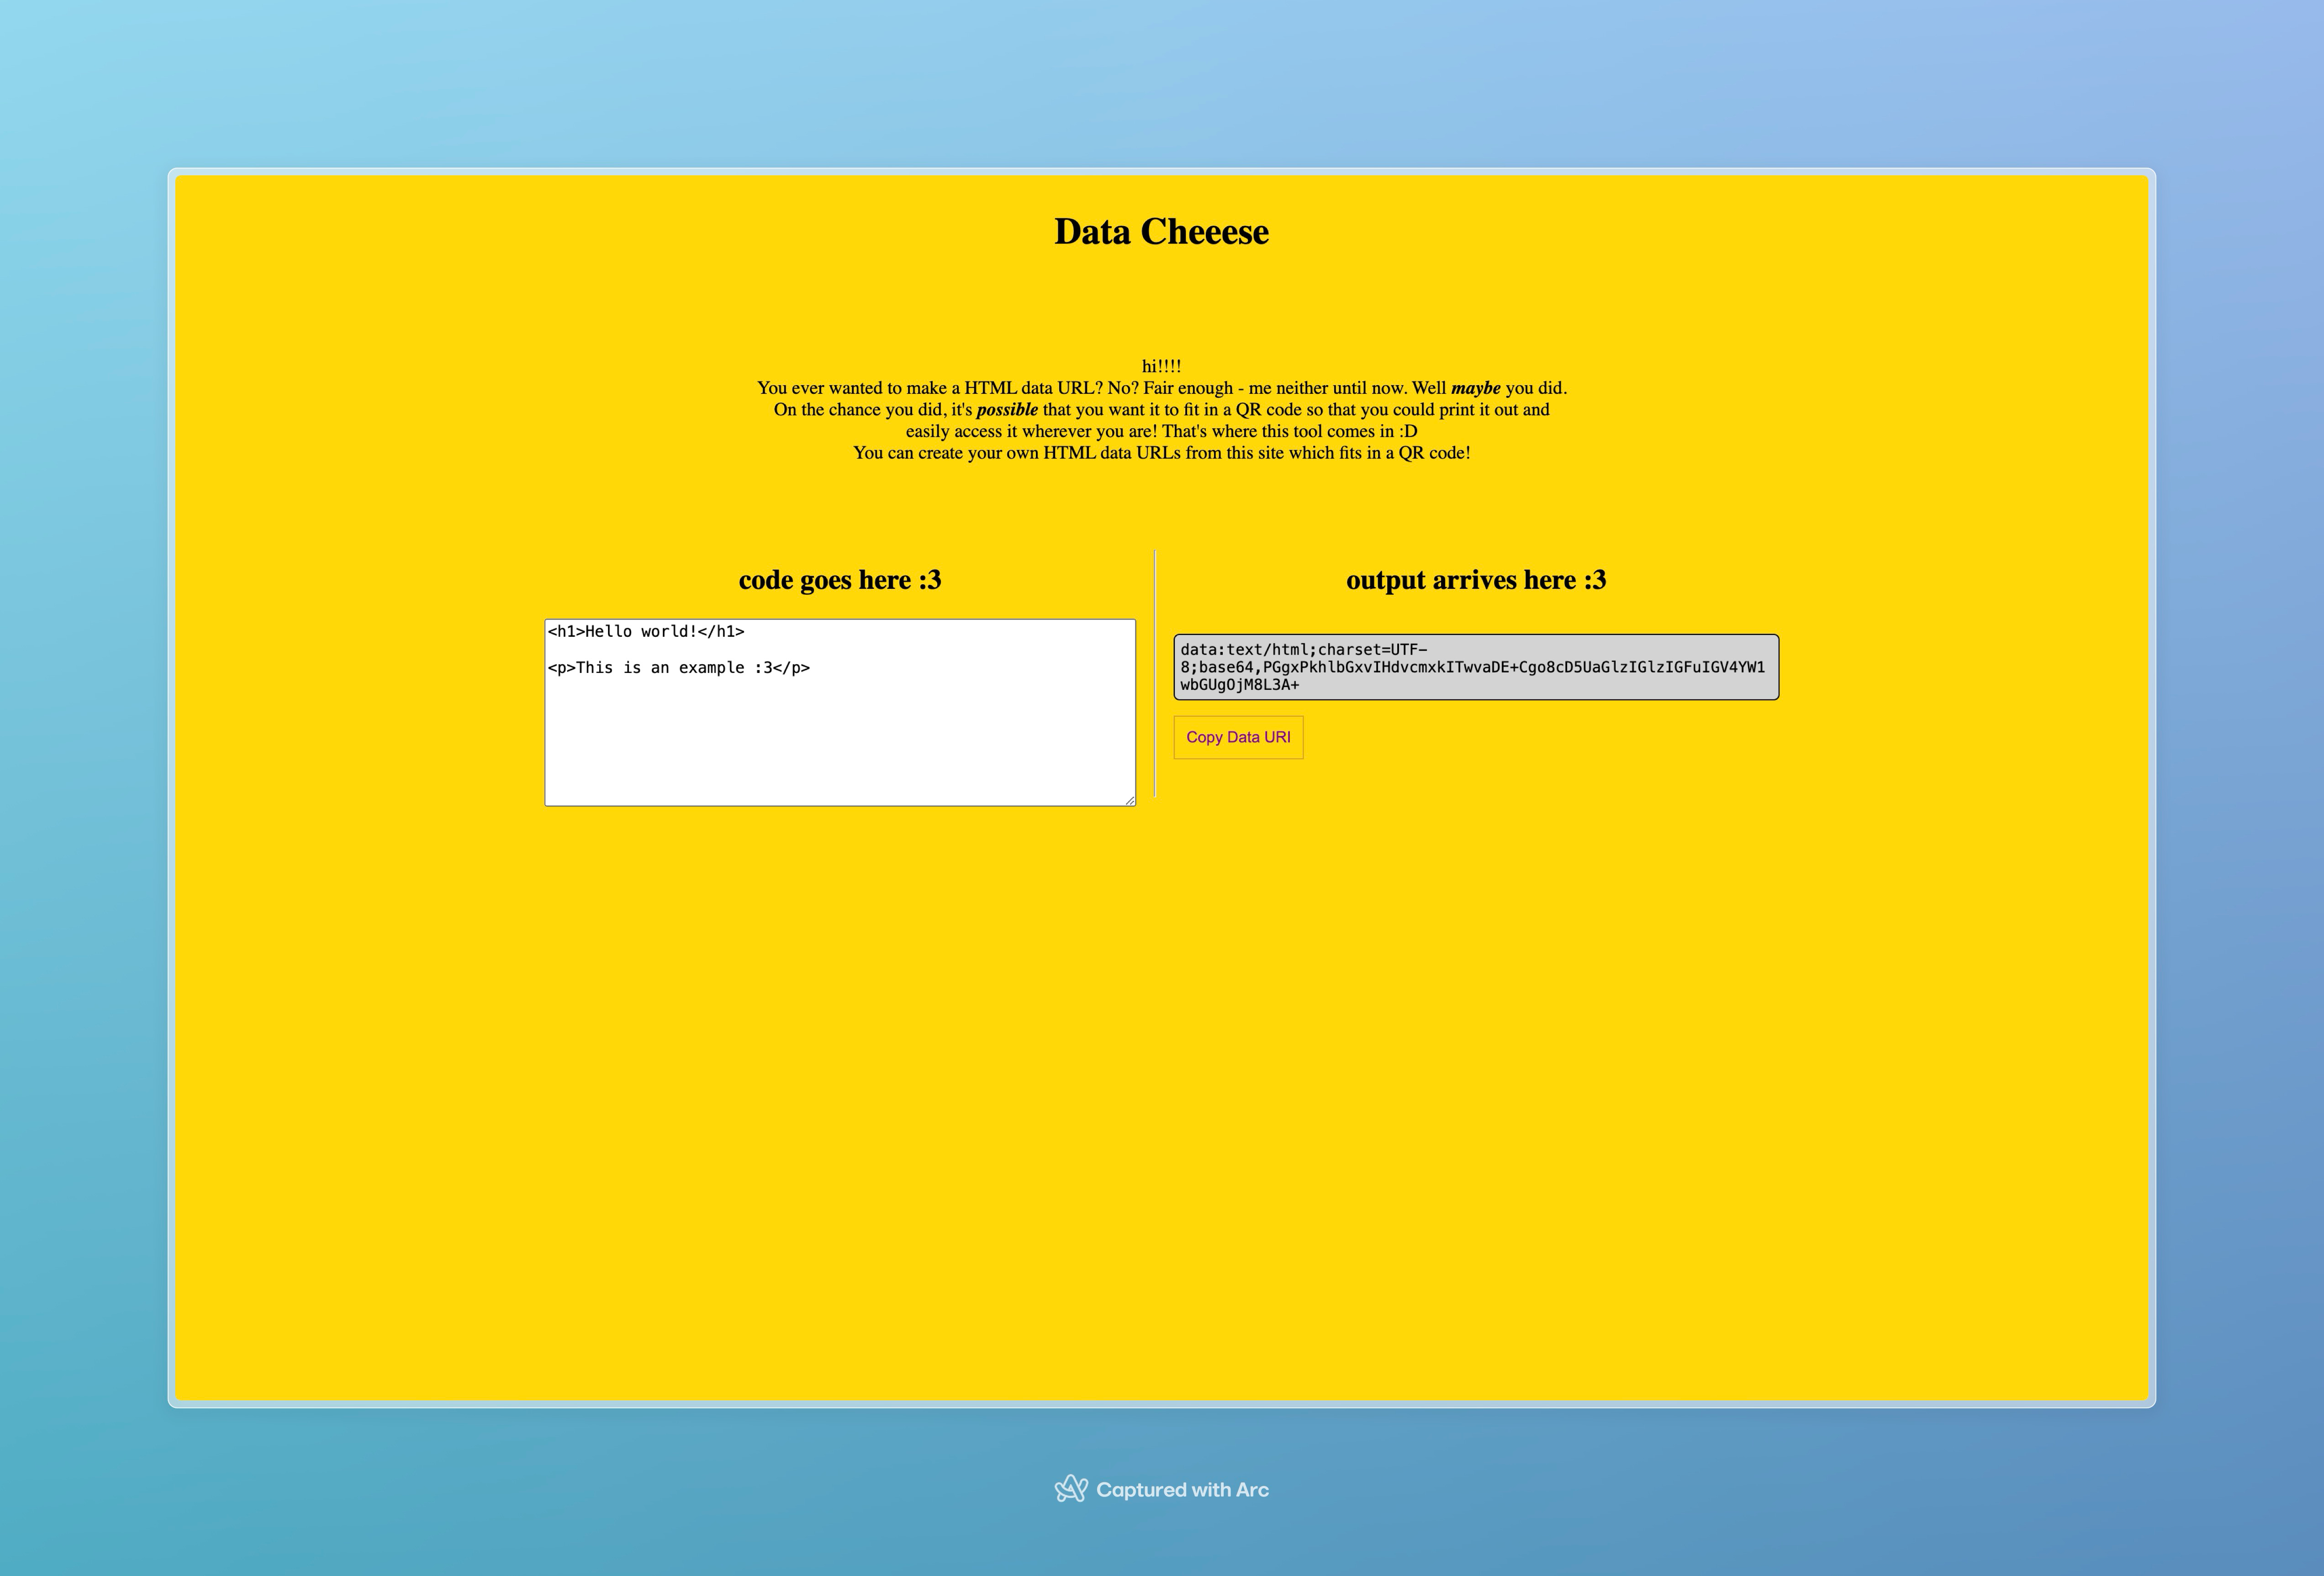 Data Cheeese
hi!!!!
You ever wanted to make a HTML data URL? No? Fair enough - me neither until now. Well maybe you did.
On the chance you did, it's possible that you want it to fit in a QR code so that you could print it out and
easily access it wherever you are! That's where this tool comes in :D
You can create your own HTML data URLs from this site which fits in a QR code!
code goes here :3
<h1>Hello world!</h1>
<p>This is an example :3</p>
output arrives here :3
data:text/html;charset=UTF-
8;base64,PGgxPkhlbGxvIHdvcmxkITwvaDE+Cgo8cD5UaGlzIGlzIGFuIGV4YW1
wbGUgOjM8L3A+
Copy Data URI
Captured with Arc